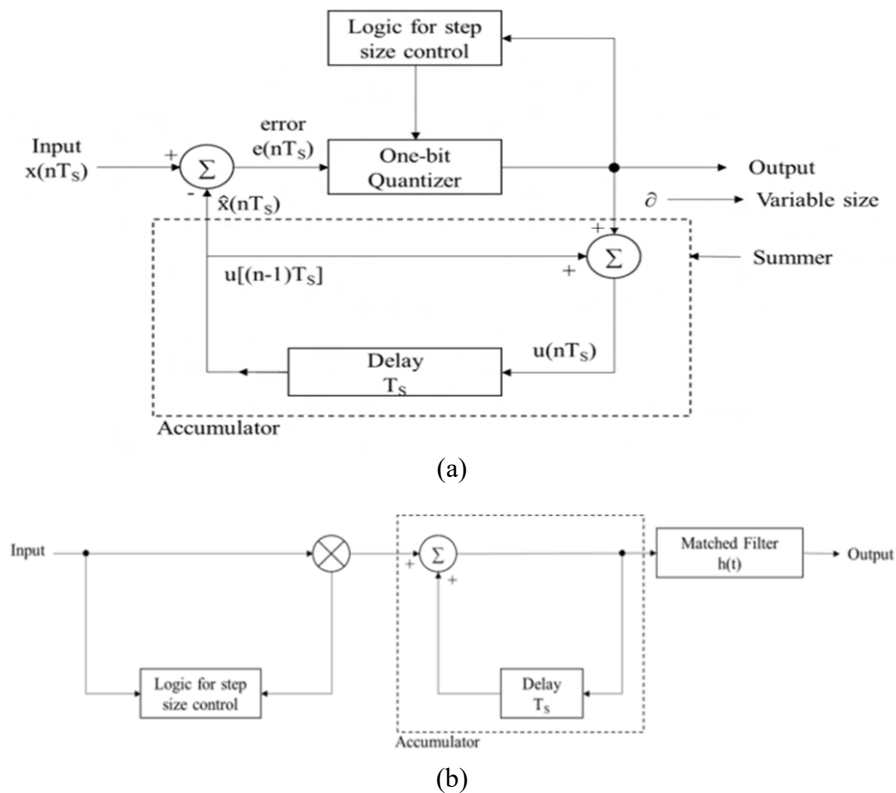 Logic for step
size control
error
e(nTS)
Input
x(nTS)
+
Σ
-
x̂(nTS)
One-bit
Quantizer
Output
∂̂
Variable size
+
Σ
+
Summer
u[(n-1)TS]
u(nTS)
Delay
TS
Accumulator
(a)
Input
+
Σ
+
Matched Filter
h(t)
Output
Logic for step
size control
Delay
TS
Accumulator
(b)